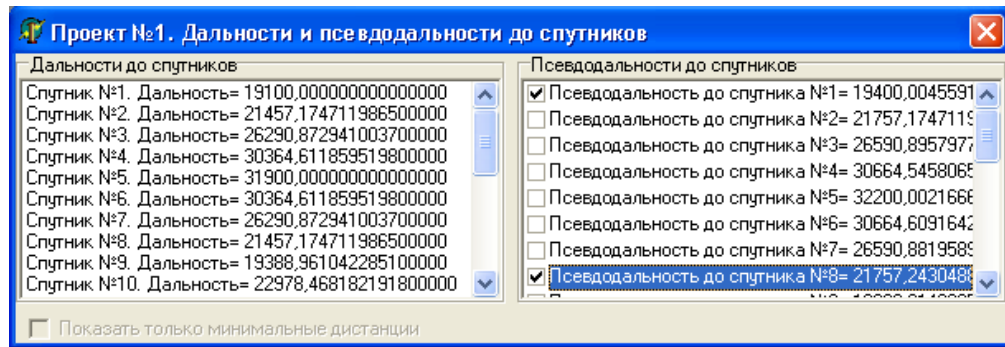 Проект №1. Дальности и псевдодальности до спутников
Дальности до спутников
Спутник №1. Дальность= 19100,000000000000000
Спутник №2. Дальность= 21457,174711986500000
Спутник №3. Дальность= 26290,872941003700000
Спутник №4. Дальность= 30364,611859519800000
Спутник №5. Дальность= 31900,000000000000000
Спутник №6. Дальность= 30364,611859519800000
Спутник №7. Дальность= 26290,872941003700000
Спутник №8. Дальность= 21457,174711986500000
Спутник №9. Дальность= 19388,961042285100000
Спутник №10. Дальность= 22978,468182191800000
Псевдодальности до спутников
Псевдодальность до спутника №1= 19400,0045591
Псевдодальность до спутника №2= 21757,1747119
Псевдодальность до спутника №3= 26590,8957977
Псевдодальность до спутника №4= 30664,5458065
Псевдодальность до спутника №5= 32200,0021666
Псевдодальность до спутника №6= 30664,6091642
Псевдодальность до спутника №7= 26590,8819589
Псевдодальность до спутника №8= 21757,2430488
Показать только минимальные дистанции